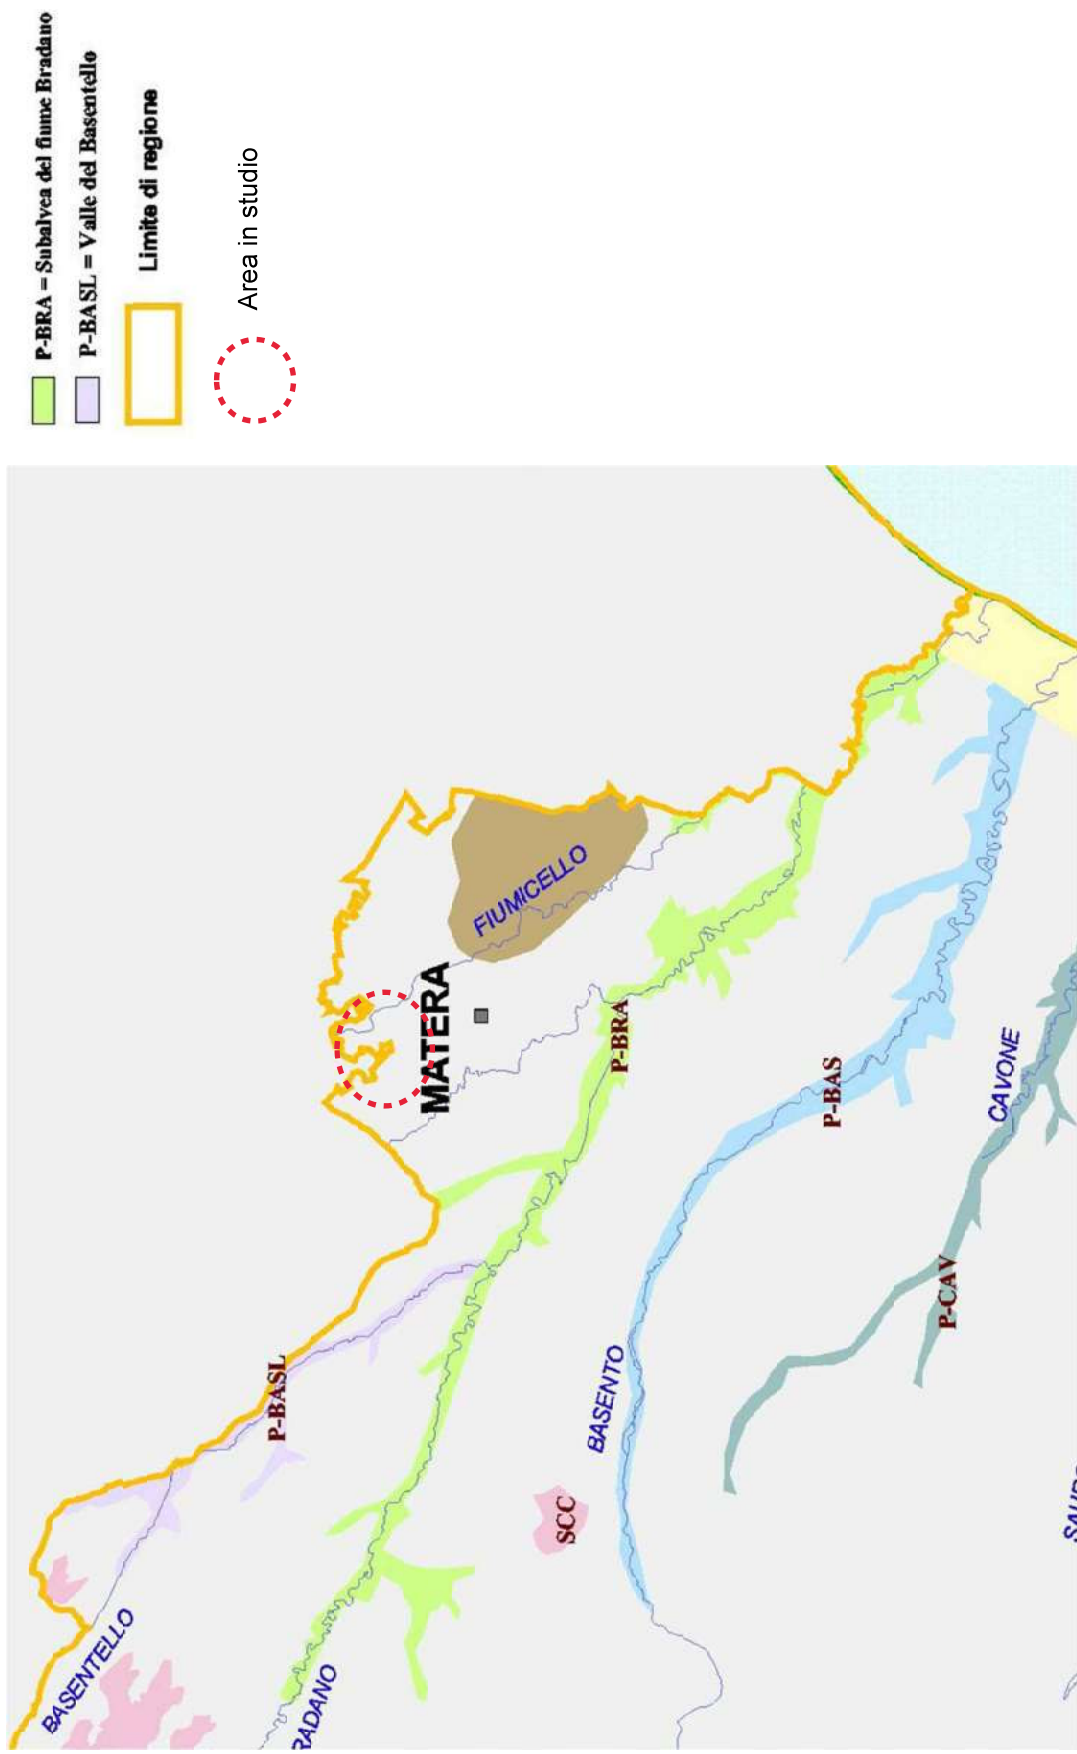 P-BRA = Subalvea del fiume Bradano
P-BASL = Valle del Basentello
Limite di regione
Area in studio
BASENTELLO
P-BASL
RADANO
MATERA
FIUMICELLO
P-BRA
SCC
BASENTO
P-BAS
P-CAV
CAVONE